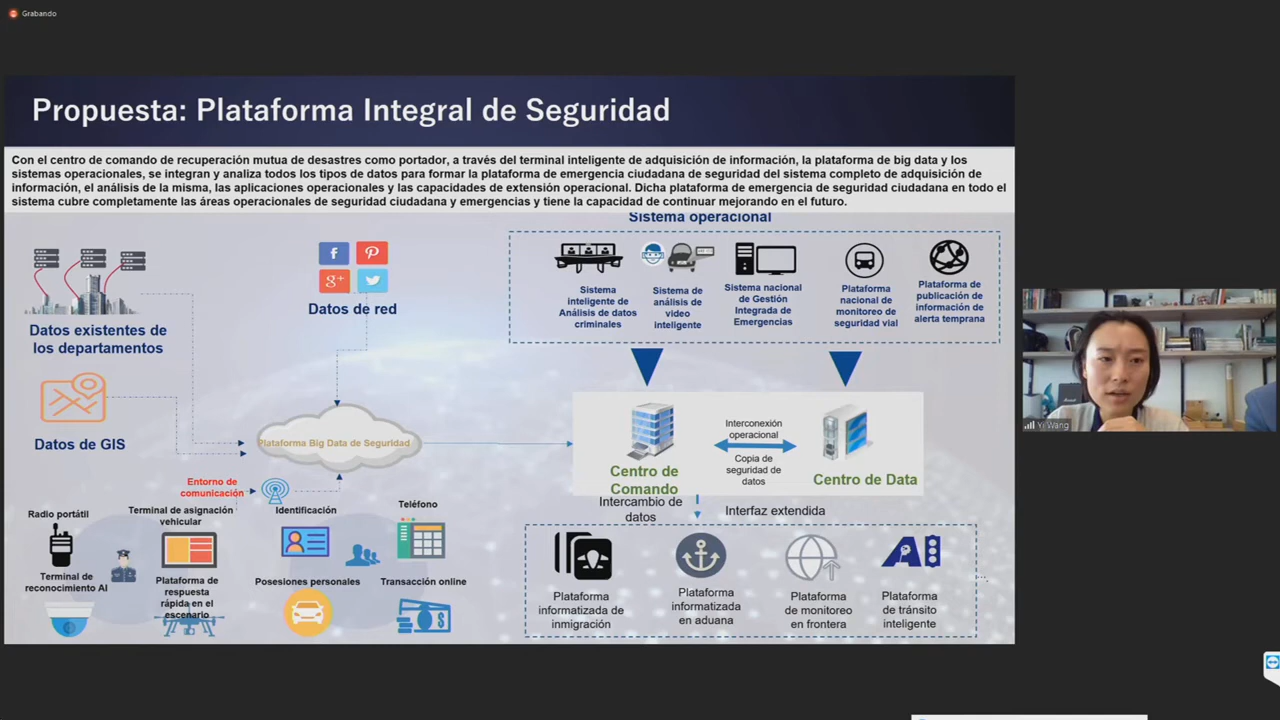 Grabando
Propuesta: Plataforma Integral de Seguridad
Con el centro de comando de recuperación mutua de desastres como portador, a través del terminal inteligente de adquisición de información, la plataforma de big data y los
sistemas operacionales, se integran y analiza todos los tipos de datos para formar la plataforma de emergencia ciudadana de seguridad del sistema completo de adquisición de
información, el análisis de la misma, las aplicaciones operacionales y las capacidades de extensión operacional. Dicha plataforma de emergencia de seguridad ciudadana en todo el
sistema cubre completamente las áreas operacionales de seguridad ciudadana y emergencias y tiene la capacidad de continuar mejorando en el futuro.
Datos existentes de
los departamentos
Datos de GIS
Datos de red
Plataforma Big Data de Seguridad
Entorno de
comunicación
Radio portátil
Terminal de asignación
vehicular
Identificación
Teléfono
Terminal de
reconocimiento AI
Plataforma de
respuesta
rápida en el
escenario
Posesiones personales
Transacción online
Sistema operacional
Sistema
inteligente de
Análisis de datos
criminales
Sistema de
análisis de
video
inteligente
Sistema nacional
de Gestión
Integrada de
Emergencias
Plataforma
nacional de
monitoreo de
seguridad vial
Plataforma de
publicación de
información de
alerta temprana
Centro de
Comando
Interconexión
operacional
Copia de
seguridad de
datos
Centro de Data
Intercambio de
datos
Interfaz extendida
Plataforma
informatizada de
inmigración
Plataforma
informatizada
en aduana
Plataforma
de monitoreo
en frontera
Plataforma
de tránsito
inteligente
Yi Wang